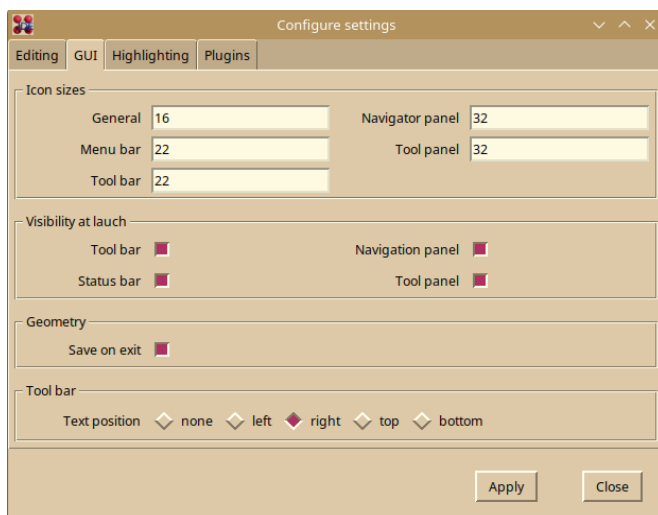 Configure settings
Editing GUI Highlighting Plugins
Icon sizes
General 16 Navigator panel 32
Menu bar 22 Tool panel 32
Tool bar 22
Visibility at lauch
Tool bar Navigation panel
Status bar Tool panel
Geometry
Save on exit
Tool bar
Text position none left right top bottom
Apply Close